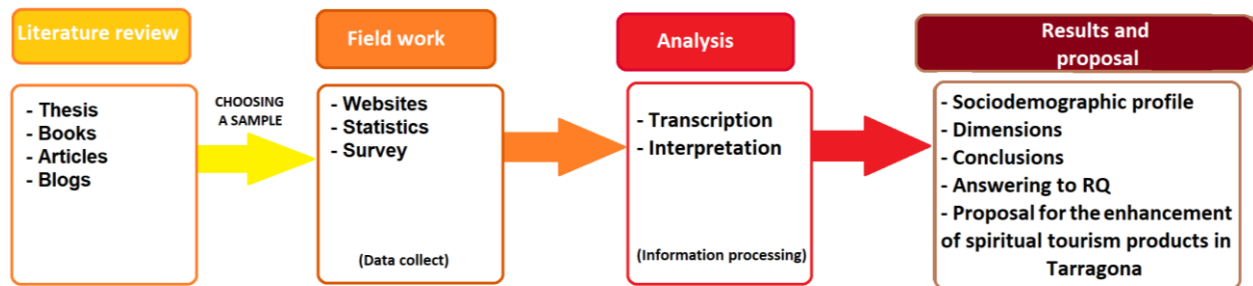 Literature review
- Thesis
- Books
- Articles
- Blogs
CHOOSING
A SAMPLE
Field work
- Websites
- Statistics
- Survey
(Data collect)
Analysis
- Transcription
- Interpretation
(Information processing)
Results and
proposal
- Sociodemographic profile
- Dimensions
- Conclusions
- Answering to RQ
- Proposal for the enhancement
of spiritual tourism products in
Tarragona